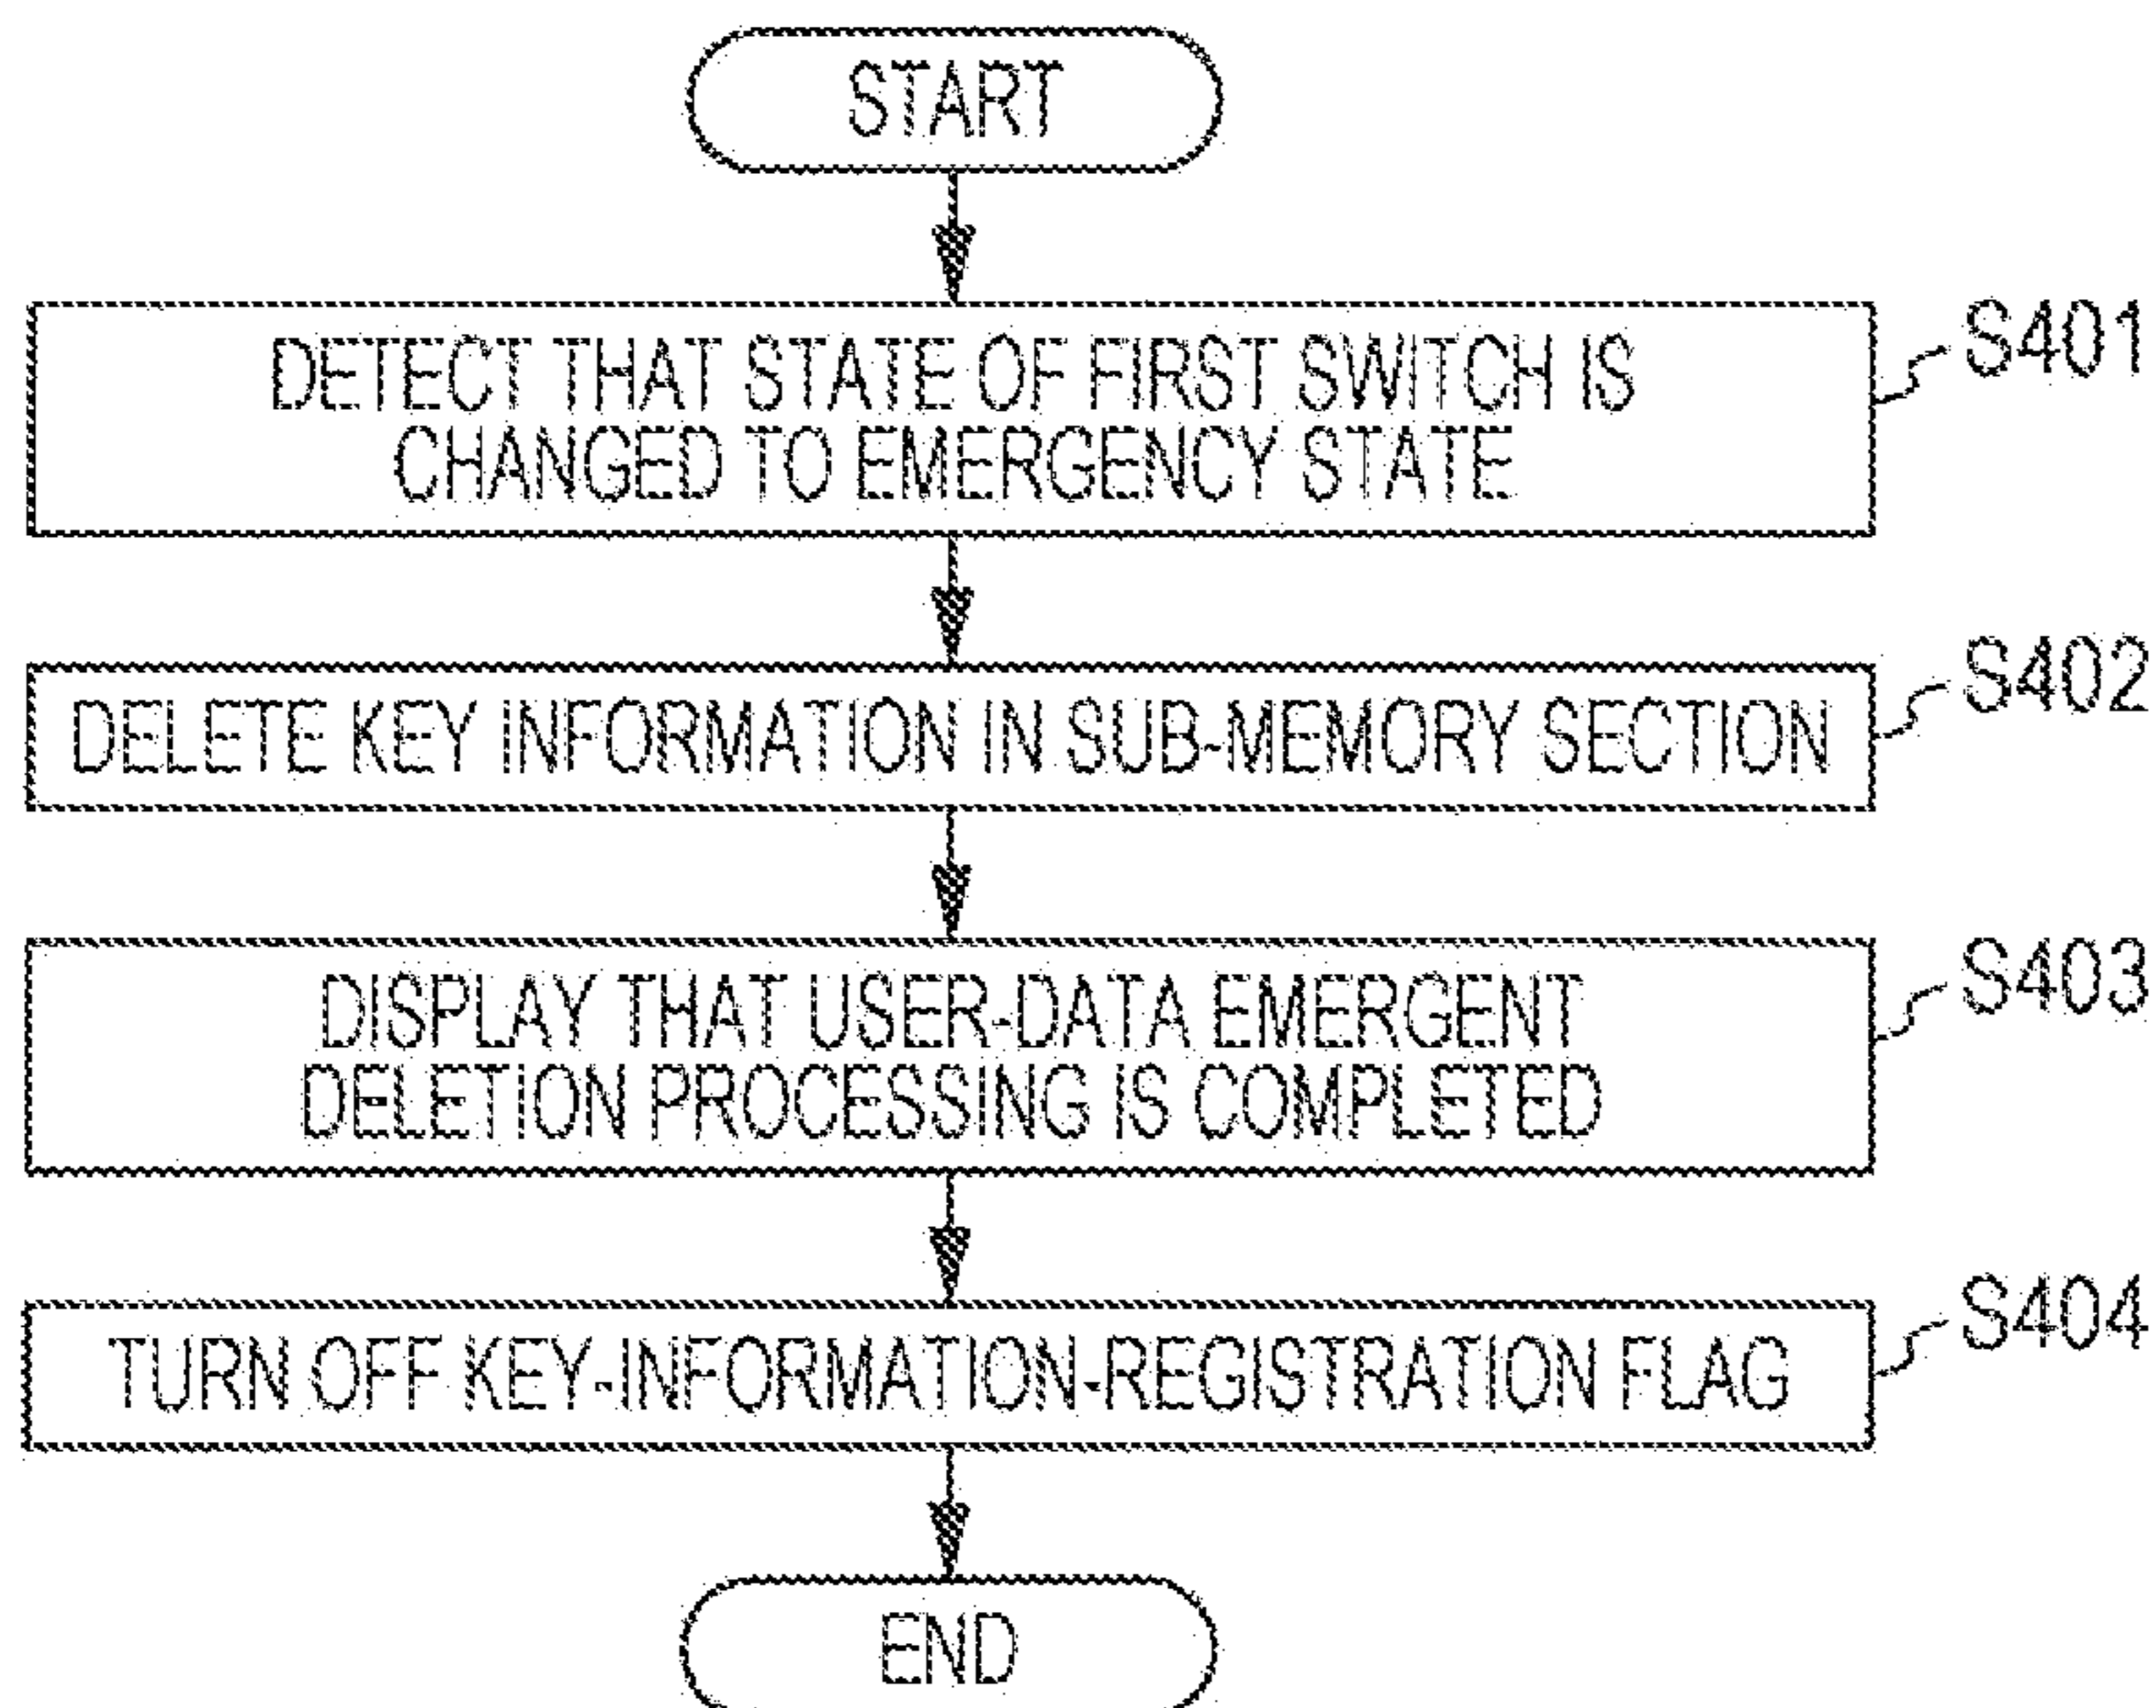 START
DETECT THAT STATE OF FIRST SWITCH IS
CHANGED TO EMERGENCY STATE
S401
DELETE KEY INFORMATION IN SUB-MEMORY SECTION
S402
DISPLAY THAT USER-DATA EMERGENT
DELETION PROCESSING IS COMPLETED
S403
TURN OFF KEY-INFORMATION-REGISTRATION FLAG
S404
END